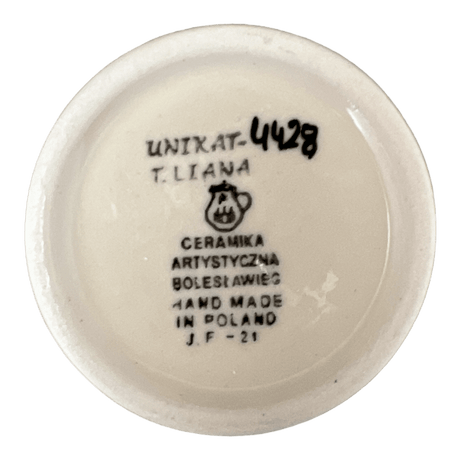 UNIKAT-4428
T. LIANA
CERAMIKA
ARTYSTYCZNA
BOLESŁAWIEC
HAND MADE
IN POLAND
J. F - 21